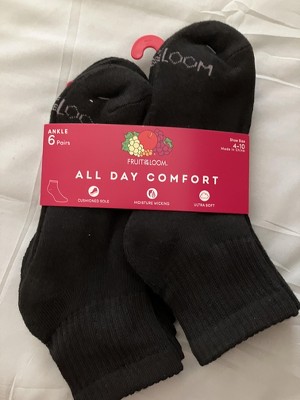 LOOM
LOOM
ANKLE
6 Pairs
FRUIT OF THE LOOM.
Shoe Size
4-10
ALL DAY COMFORT
CUSHIONED SOLE
MOISTURE WICKING
ULTRA SOFT